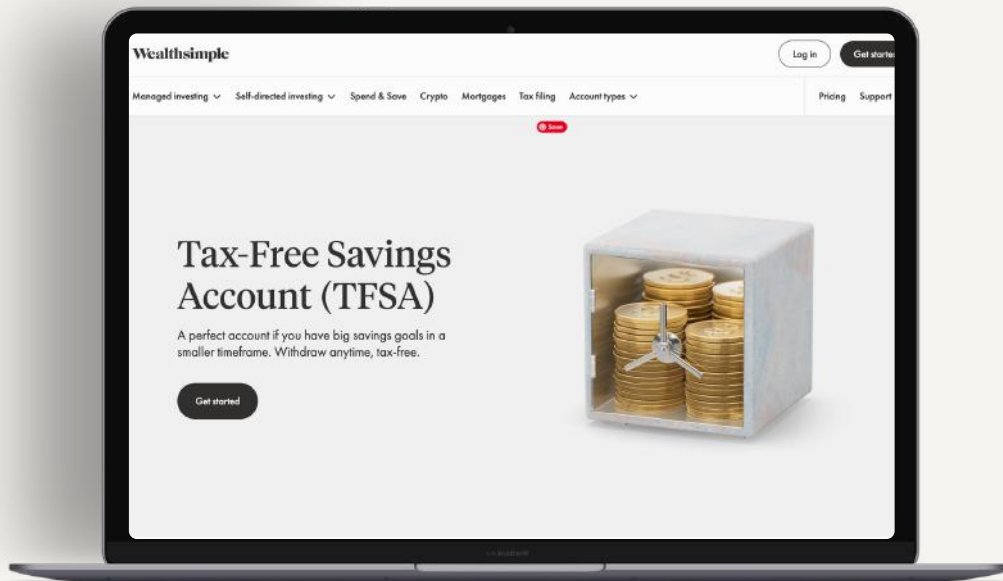 Wealthsimple
Log in
Get starte
Managed investing
Self-directed investing
Spend & Save
Crypto
Mortgages
Tax filing
Account types
Pricing
Support
Save
Tax-Free Savings
Account (TFSA)
A perfect account if you have big savings goals in a
smaller timeframe. Withdraw anytime, tax-free.
Get started